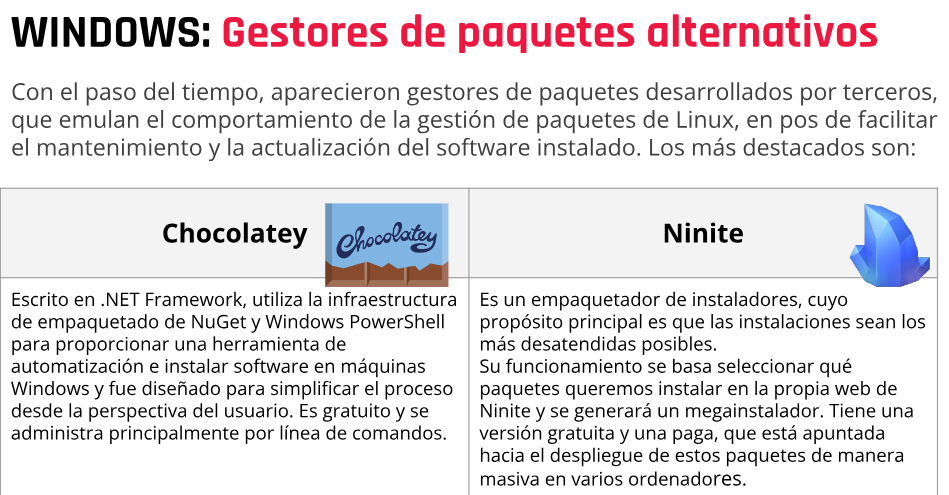 WINDOWS: Gestores de paquetes alternativos
Con el paso del tiempo, aparecieron gestores de paquetes desarrollados por terceros,
que emulan el comportamiento de la gestión de paquetes de Linux, en pos de facilitar
el mantenimiento y la actualización del software instalado. Los más destacados son:
Chocolatey
Chocolatey
Escrito en .NET Framework, utiliza la infraestructura
de empaquetado de NuGet y Windows PowerShell
para proporcionar una herramienta de
automatización e instalar software en máquinas
Windows y fue diseñado para simplificar el proceso
desde la perspectiva del usuario. Es gratuito y se
administra principalmente por línea de comandos.
Ninite
Es un empaquetador de instaladores, cuyo
propósito principal es que las instalaciones sean los
más desatendidas posibles.
Su funcionamiento se basa seleccionar qué
paquetes queremos instalar en la propia web de
Ninite y se generará un megainstalador. Tiene una
versión gratuita y una paga, que está apuntada
hacia el despliegue de estos paquetes de manera
masiva en varios ordenadores.